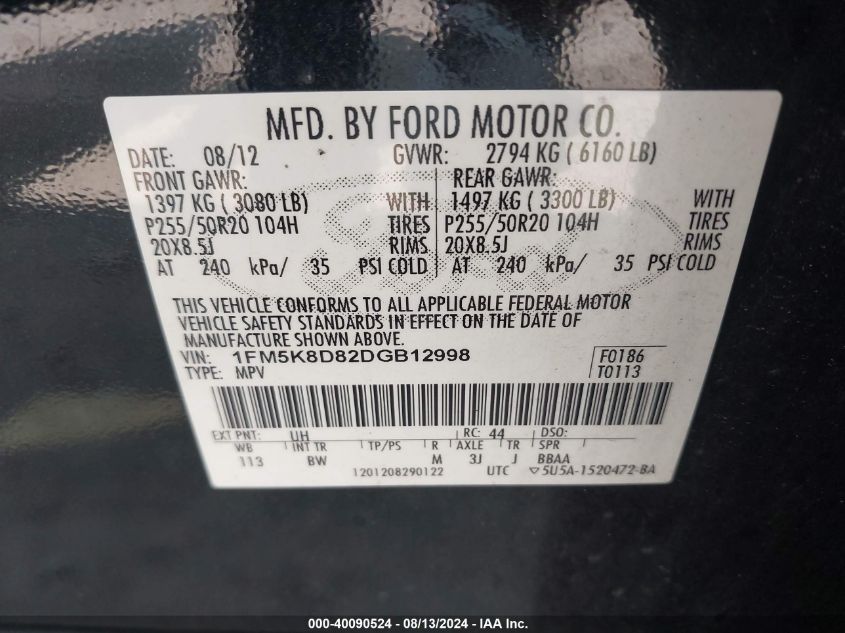 MFD. BY FORD MOTOR CO.
DATE: 08/12 GVWR: 2794 KG ( 6160 LB)
FRONT GAWR: REAR GAWR:
1397 KG ( 3080 LB) WITH 1497 KG ( 3300 LB) WITH
P255/50R20 104H TIRES P255/50R20 104H TIRES
20X8.5J RIMS 20X8.5J RIMS
AT 240 kPa/ 35 PSI COLD AT 240 kPa/ 35 PSI COLD
THIS VEHICLE CONFORMS TO ALL APPLICABLE FEDERAL MOTOR
VEHICLE SAFETY STANDARDS IN EFFECT ON THE DATE OF
MANUFACTURE SHOWN ABOVE.
VIN: 1FM5K8D82DGB12998 F0186
TYPE: MPV T0113
EXT PNT: UH RC: 44 DSO:
WB INT TR TP/PS R AXLE TR SPR
113 BW M 3J J BBAA
1201208290122 UTC ▽5U5A-1520472-BA
000-40090524 - 08/13/2024 - IAA Inc.